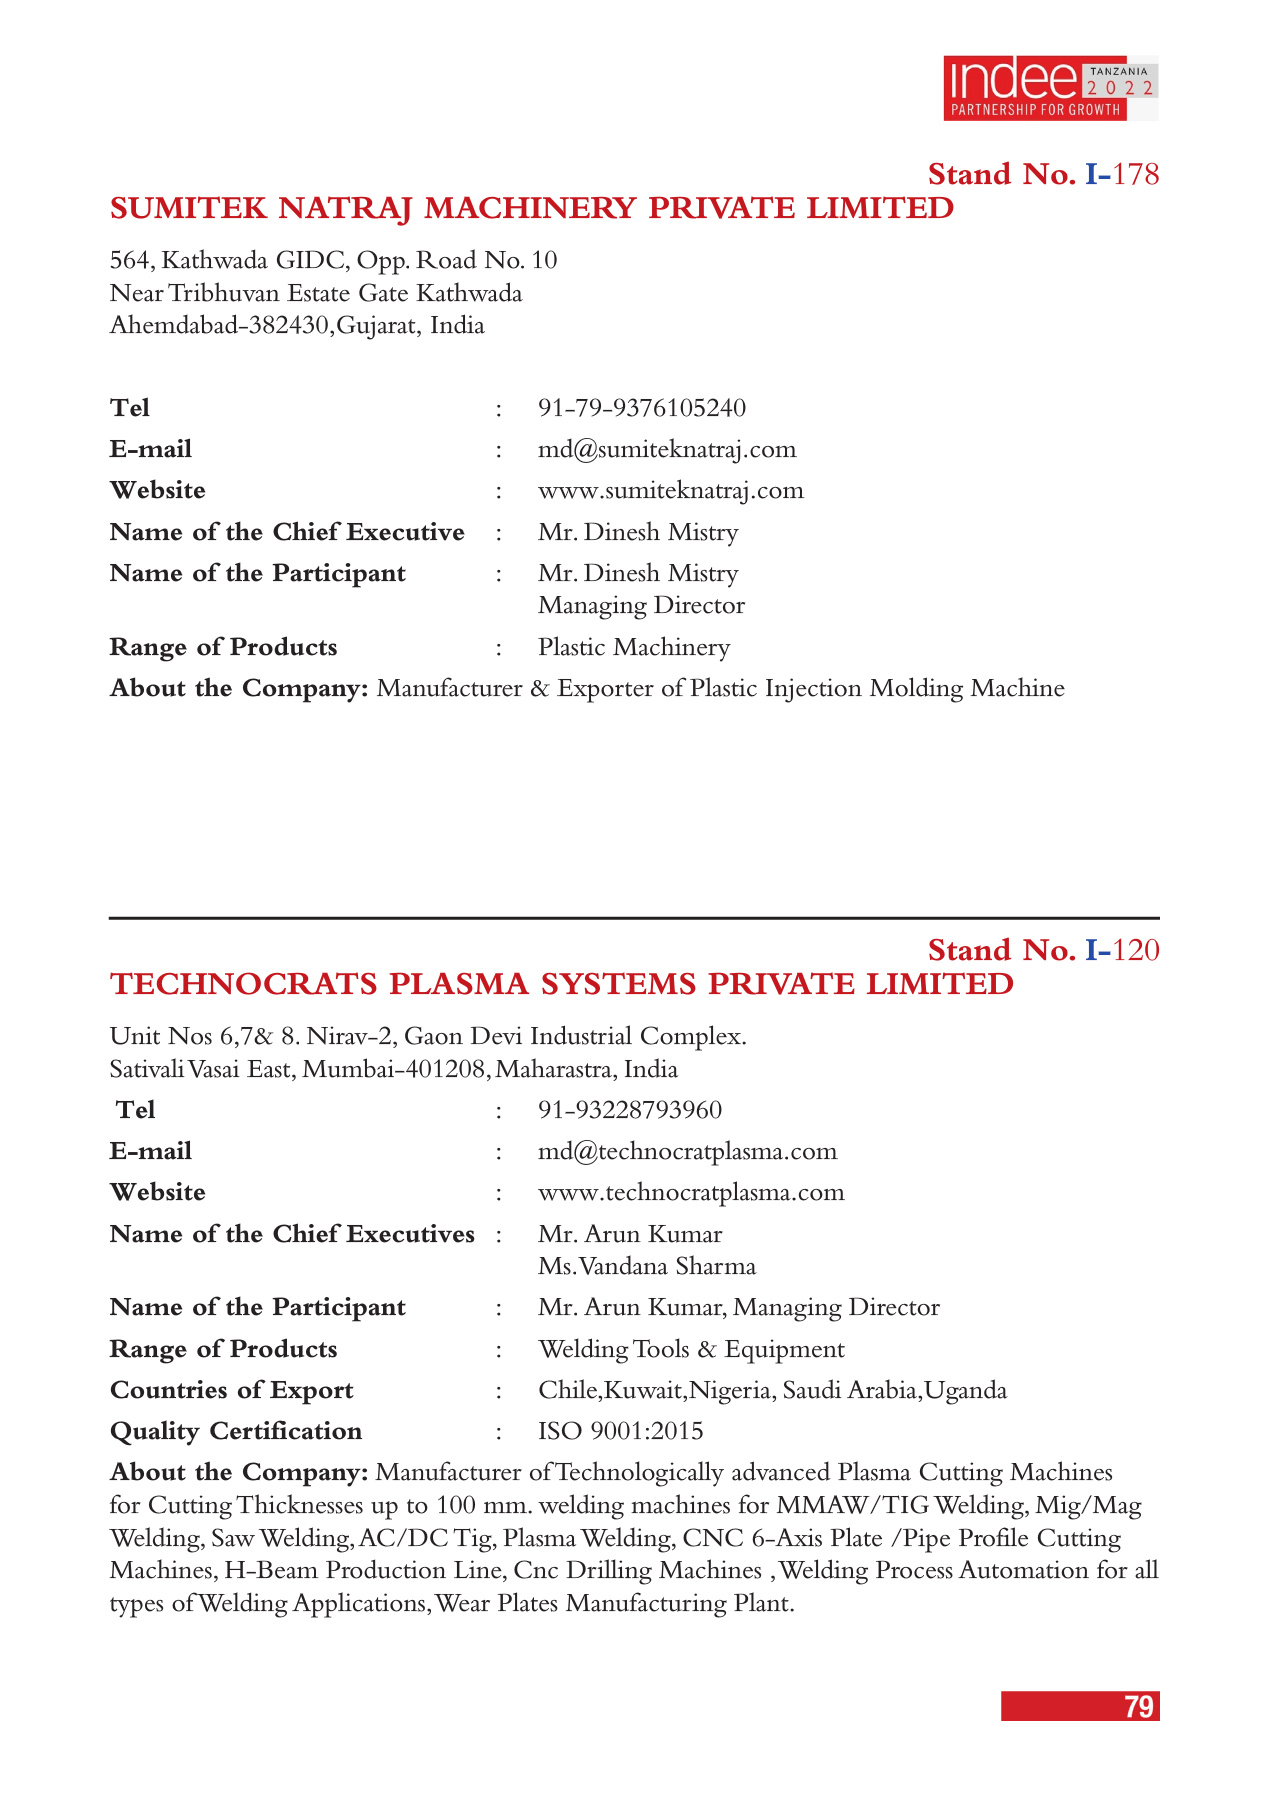 indee TANZANIA
2022
PARTNERSHIP FOR GROWTH
Stand No. I-178
SUMITEK NATRAJ MACHINERY PRIVATE LIMITED
564, Kathwada GIDC, Opp. Road No. 10
Near Tribhuvan Estate Gate Kathwada
Ahemdabad-382430,Gujarat, India
Tel : 91-79-9376105240
E-mail : md@sumiteknatraj.com
Website : www.sumiteknatraj.com
Name of the Chief Executive : Mr. Dinesh Mistry
Name of the Participant : Mr. Dinesh Mistry
Managing Director
Range of Products : Plastic Machinery
About the Company: Manufacturer & Exporter of Plastic Injection Molding Machine
Stand No. I-120
TECHNOCRATS PLASMA SYSTEMS PRIVATE LIMITED
Unit Nos 6,7& 8. Nirav-2, Gaon Devi Industrial Complex.
Sativali Vasai East, Mumbai-401208, Maharastra, India
Tel : 91-93228793960
E-mail : md@technocratplasma.com
Website : www.technocratplasma.com
Name of the Chief Executives : Mr. Arun Kumar
Ms. Vandana Sharma
Name of the Participant : Mr. Arun Kumar, Managing Director
Range of Products : Welding Tools & Equipment
Countries of Export : Chile,Kuwait,Nigeria, Saudi Arabia,Uganda
Quality Certification : ISO 9001:2015
About the Company: Manufacturer of Technologically advanced Plasma Cutting Machines
for Cutting Thicknesses up to 100 mm. welding machines for MMAW/TIG Welding, Mig/Mag
Welding, Saw Welding, AC/DC Tig, Plasma Welding, CNC 6-Axis Plate /Pipe Profile Cutting
Machines, H-Beam Production Line, Cnc Drilling Machines , Welding Process Automation for all
types of Welding Applications, Wear Plates Manufacturing Plant.
79